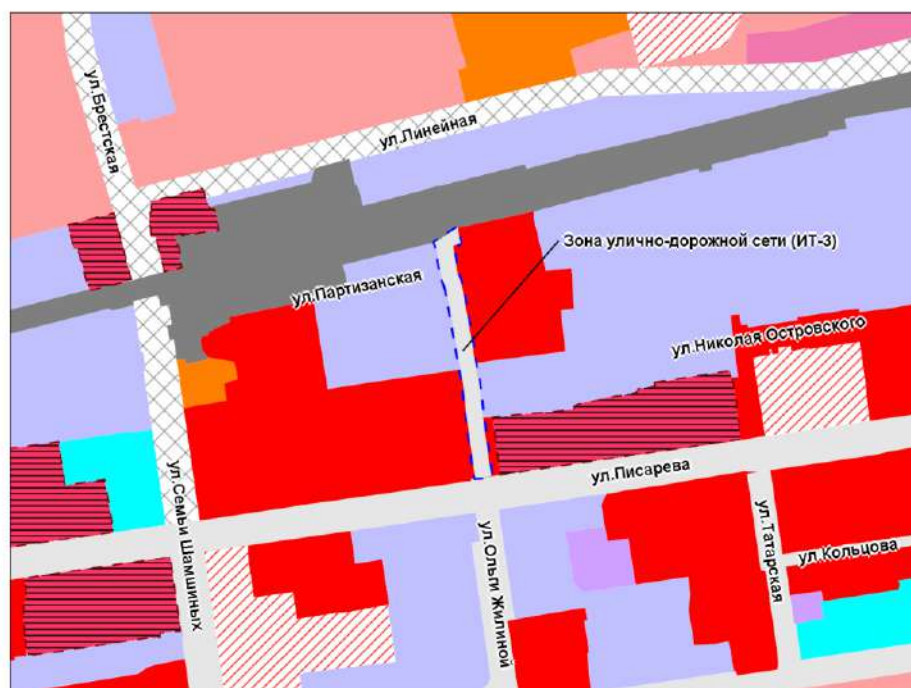 ул.Брестская
ул.Линейная
Зона улично-дорожной сети (ИТ-3)
ул.Партизанская
ул.Николая Островского
ул.Писарева
ул.Семьи Шамшиных
ул.Ольги Жилиной
ул.Татарская
ул.Кольцова